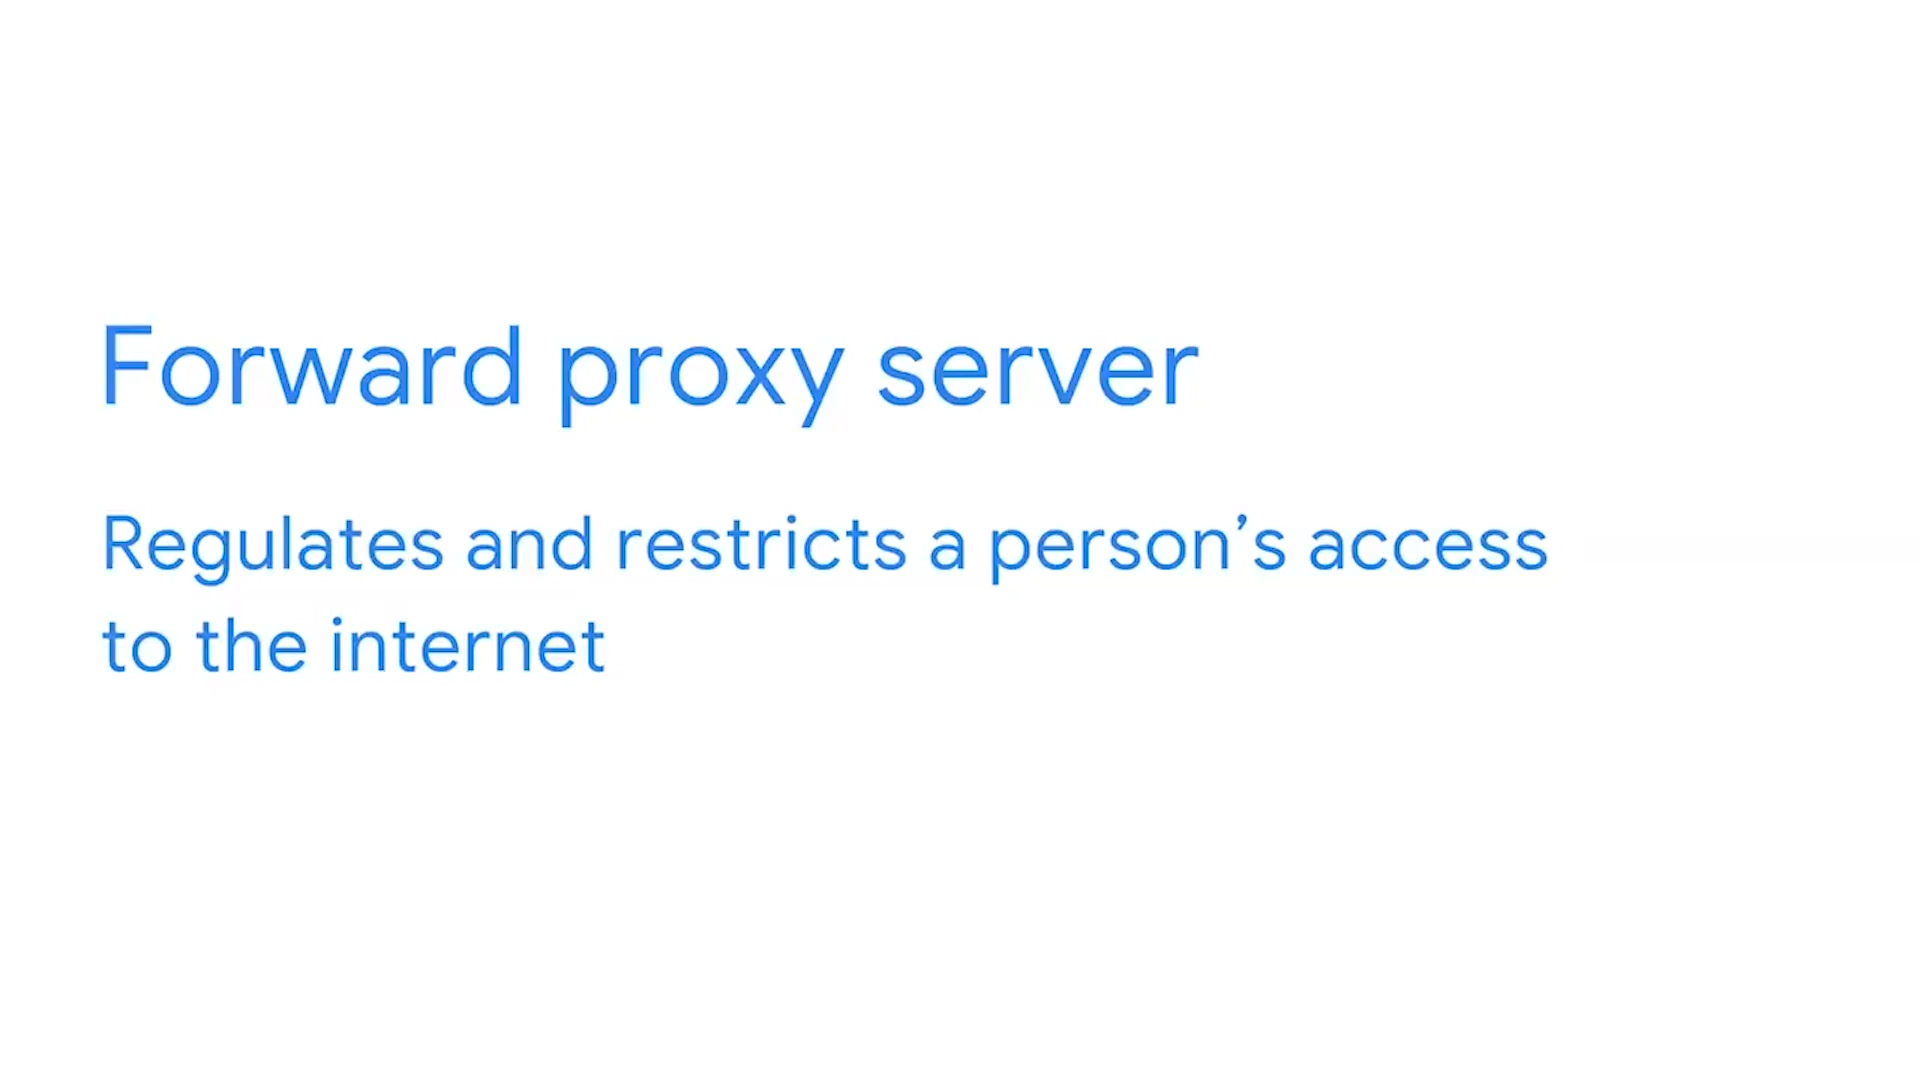 Forward proxy server
Regulates and restricts a person’s access
to the internet